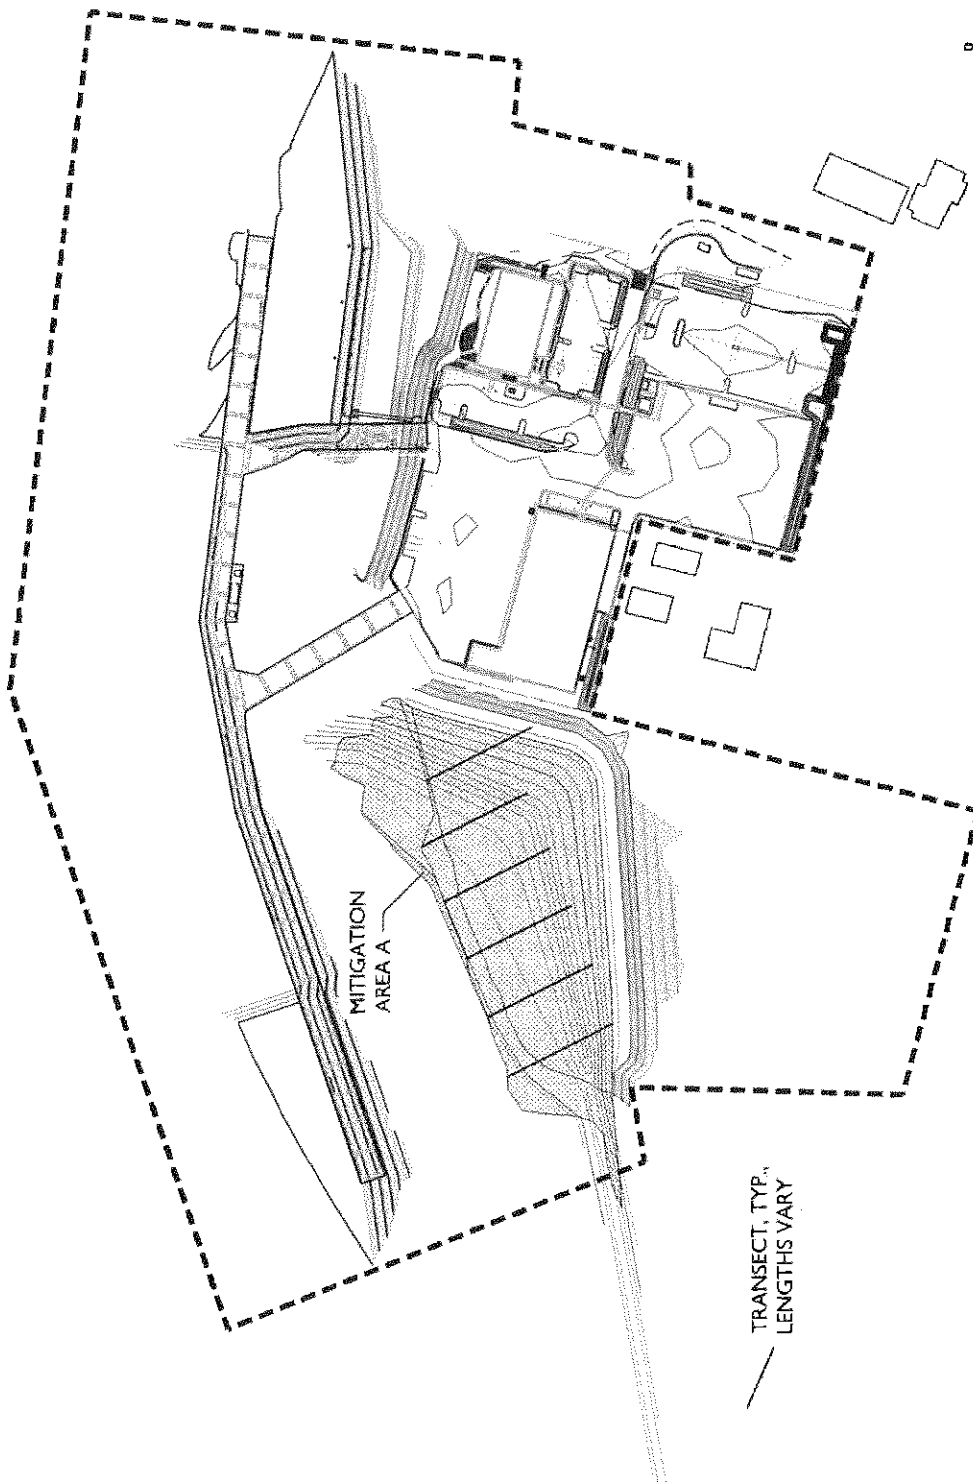 MITIGATION
AREA A
TRANSECT, TYP.,
LENGTHS VARY